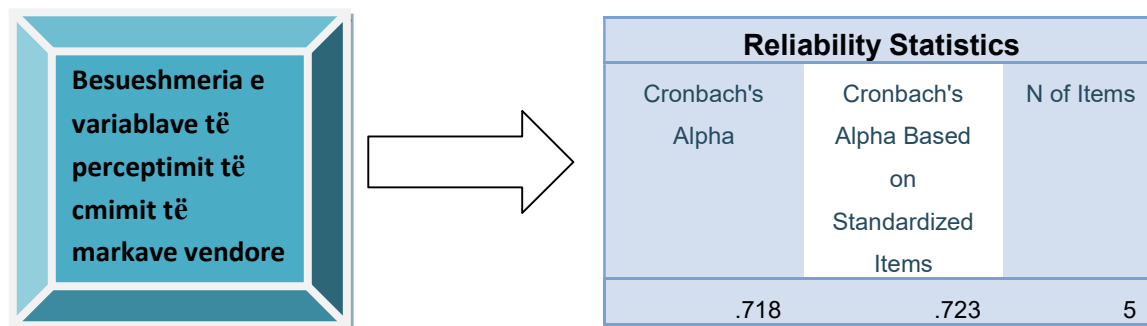 Besueshmeria e
variablave të
perceptimit të
cmimit të
markave vendore
Reliability Statistics
Cronbach's
Alpha
Cronbach's
Alpha Based
on
Standardized
Items
N of Items
.718 .723 5